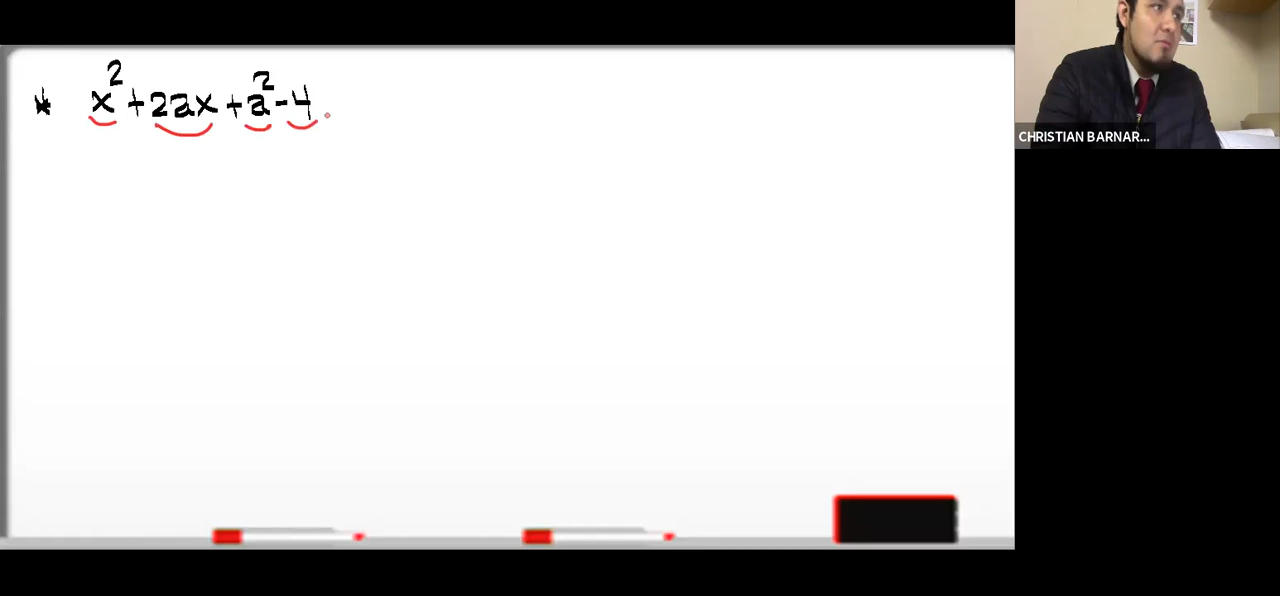 * x² + 2ax + a² - 4
CHRISTIAN BARNAR...